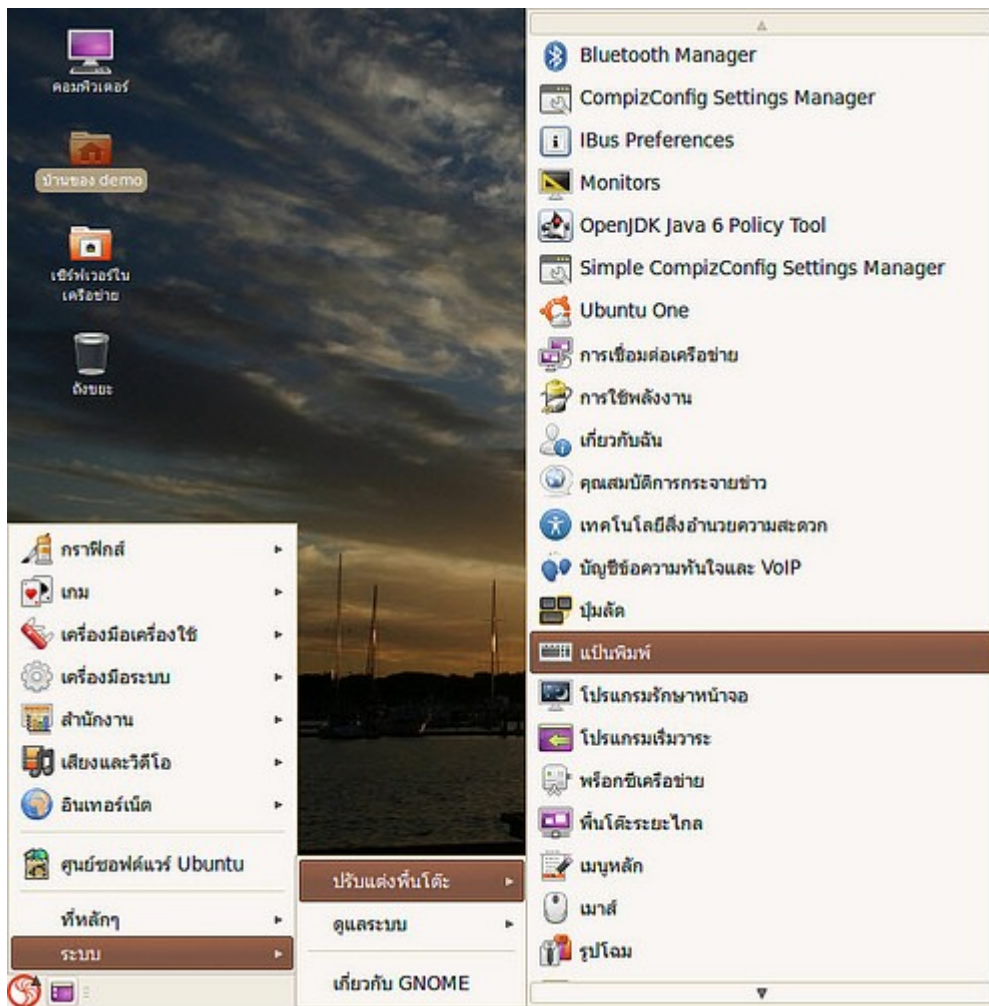 คอมพิวเตอร์
บ้านของ demo
เซิร์ฟเวอร์ใน
เครือข่าย
ถังขยะ
กราฟิกส์
เกม
เครื่องมือเครื่องใช้
เครื่องมือระบบ
สำนักงาน
เสียงและวิดีโอ
อินเทอร์เน็ต
ศูนย์ซอฟต์แวร์ Ubuntu
ที่หลักๆ
ระบบ
ปรับแต่งพื้นโต๊ะ
ดูแลระบบ
เกี่ยวกับ GNOME
Bluetooth Manager
CompizConfig Settings Manager
IBus Preferences
Monitors
OpenJDK Java 6 Policy Tool
Simple CompizConfig Settings Manager
Ubuntu One
การเชื่อมต่อเครือข่าย
การใช้พลังงาน
เกี่ยวกับฉัน
คุณสมบัติการกระจายข่าว
เทคโนโลยีสิ่งอำนวยความสะดวก
บัญชีข้อความทันใจและ VoIP
ปุ่มลัด
แป้นพิมพ์
โปรแกรมรักษาหน้าจอ
โปรแกรมเริ่มวาระ
พร็อกซีเครือข่าย
พื้นโต๊ะระยะไกล
เมนูหลัก
เมาส์
รูปโฉม